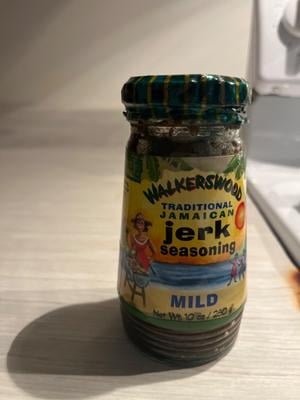 WALKERSWOOD
TRADITIONAL
JAMAICAN
jerk
seasoning
MILD
Net Wt. 10 oz / 280 g